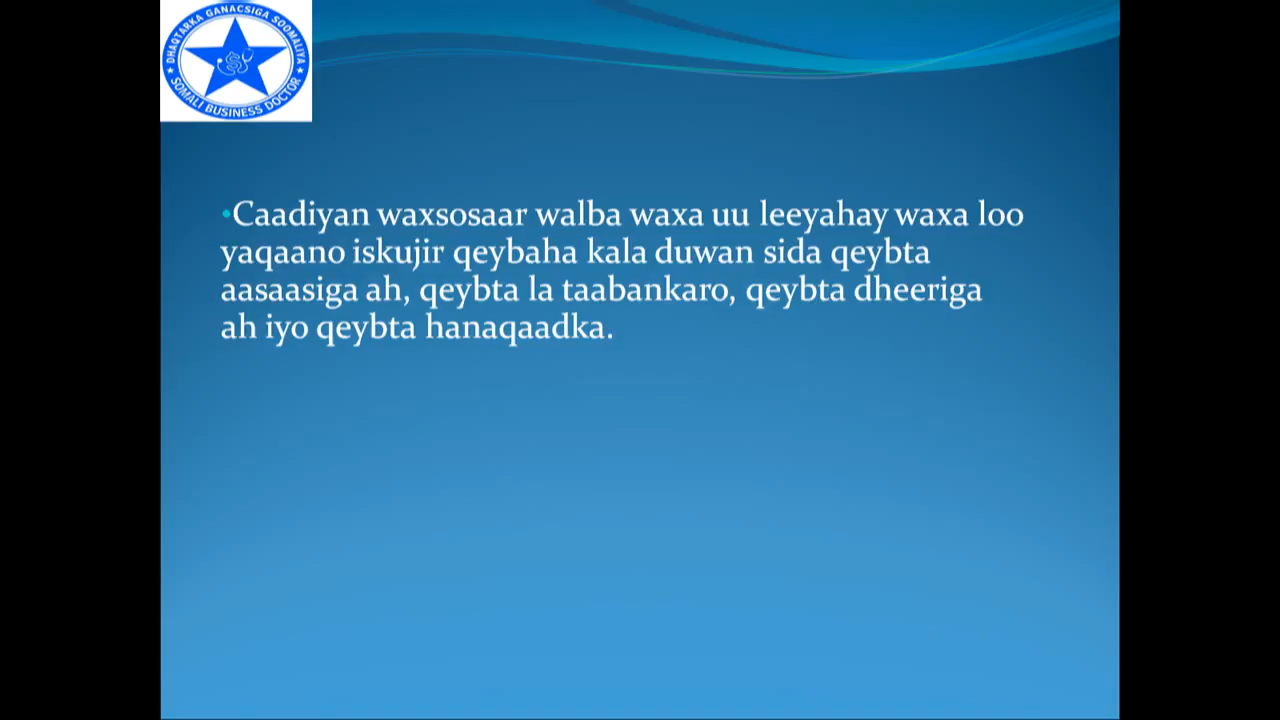 DHAQTARKA GANACSIGA SOOMALIYA
SOMALI BUSINESS DOCTOR
•Caadiyan waxsosaar walba waxa uu leeyahay waxa loo
yaqaano iskujir qeybaha kala duwan sida qeybta
aasaasiga ah, qeybta la taabankaro, qeybta dheeriga
ah iyo qeybta hanaqaadka.